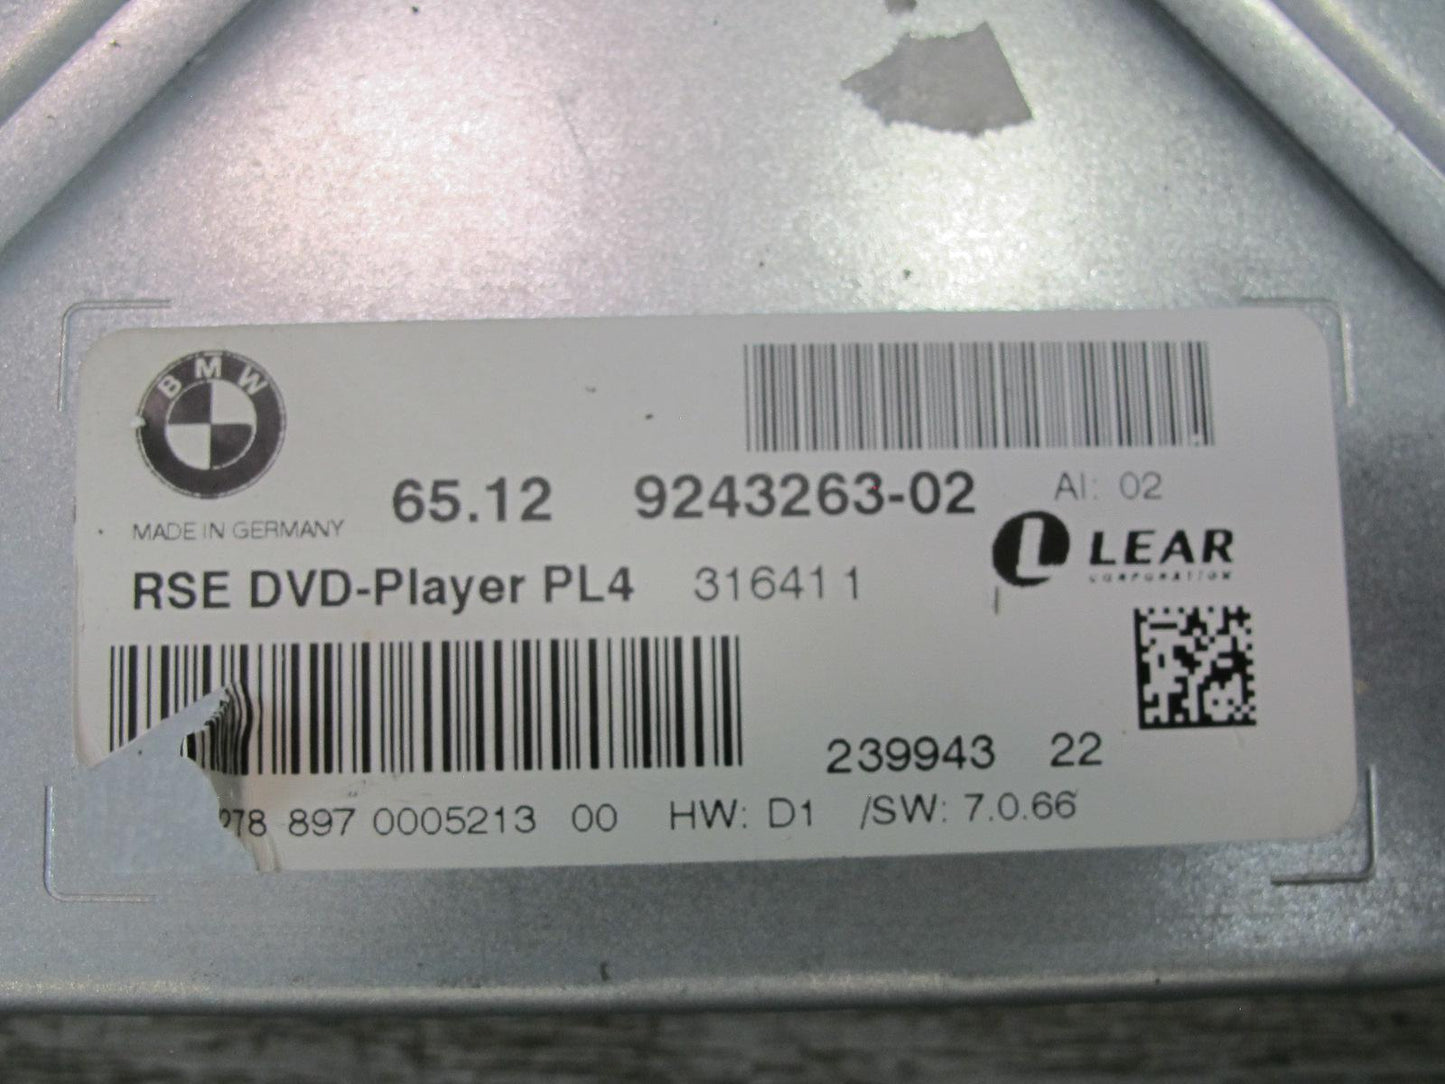 BMW
MADE IN GERMANY
65.12 9243263-02 AI: 02
LEAR
CORPORATION
RSE DVD-Player PL4 316411
239943 22
278 897 0005213 00 HW: D1 /SW: 7.0.66